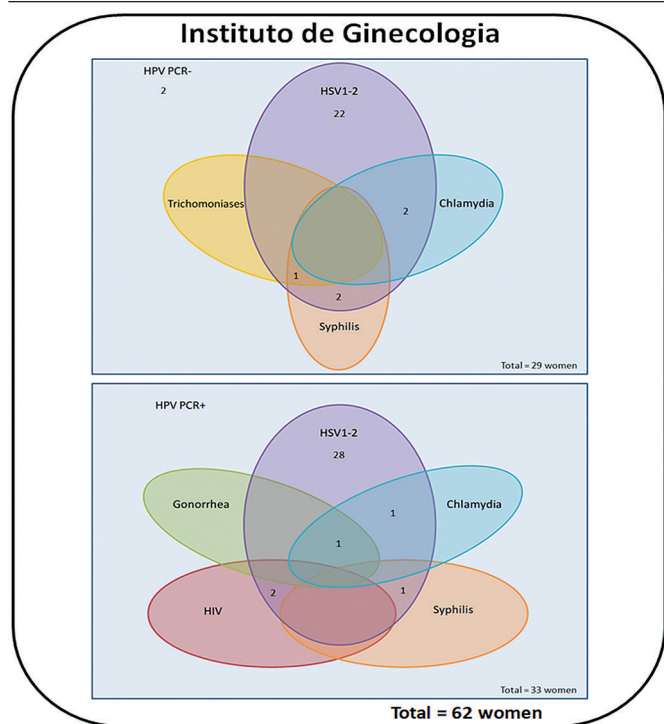 Instituto de Ginecologia
HPV PCR-
2
HSV1-2
22
Trichomoniases
Chlamydia
2
1
2
Syphilis
Total = 29 women
HPV PCR+
HSV1-2
28
Gonorrhea
Chlamydia
1
1
2
1
HIV
Syphilis
Total = 33 women
Total = 62 women